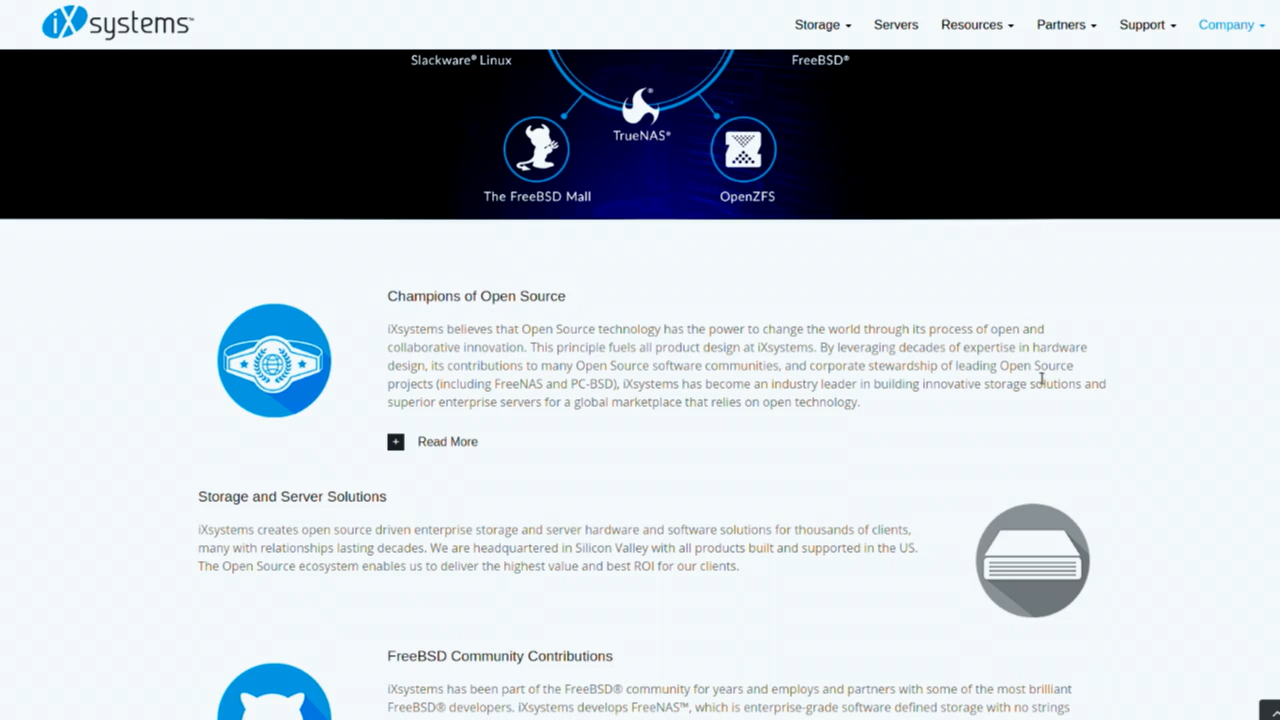 iXsystems™
Storage Servers Resources Partners Support Company
Slackware® Linux
FreeBSD®
TrueNAS®
The FreeBSD Mall
OpenZFS
Champions of Open Source
iXsystems believes that Open Source technology has the power to change the world through its process of open and
collaborative innovation. This principle fuels all product design at iXsystems. By leveraging decades of expertise in hardware
design, its contributions to many Open Source software communities, and corporate stewardship of leading Open Source
projects (including FreeNAS and PC-BSD), iXsystems has become an industry leader in building innovative storage solutions and
superior enterprise servers for a global marketplace that relies on open technology.
+ Read More
Storage and Server Solutions
iXsystems creates open source driven enterprise storage and server hardware and software solutions for thousands of clients,
many with relationships lasting decades. We are headquartered in Silicon Valley with all products built and supported in the US.
The Open Source ecosystem enables us to deliver the highest value and best ROI for our clients.
FreeBSD Community Contributions
iXsystems has been part of the FreeBSD® community for years and employs and partners with some of the most brilliant
FreeBSD® developers. iXsystems develops FreeNAS™, which is enterprise-grade software defined storage with no strings